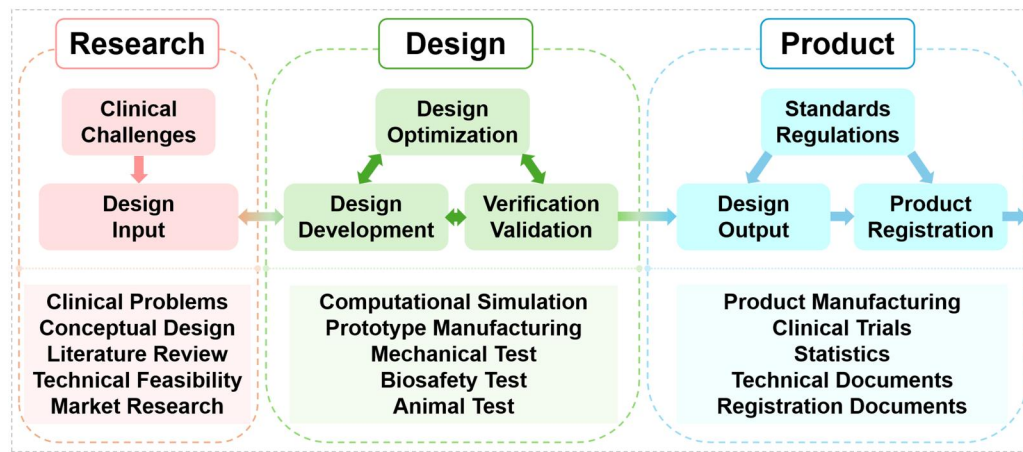 Research
Clinical
Challenges
Design
Input
Clinical Problems
Conceptual Design
Literature Review
Technical Feasibility
Market Research
Design
Design
Optimization
Design
Development
Verification
Validation
Computational Simulation
Prototype Manufacturing
Mechanical Test
Biosafety Test
Animal Test
Product
Standards
Regulations
Design
Output
Product
Registration
Product Manufacturing
Clinical Trials
Statistics
Technical Documents
Registration Documents